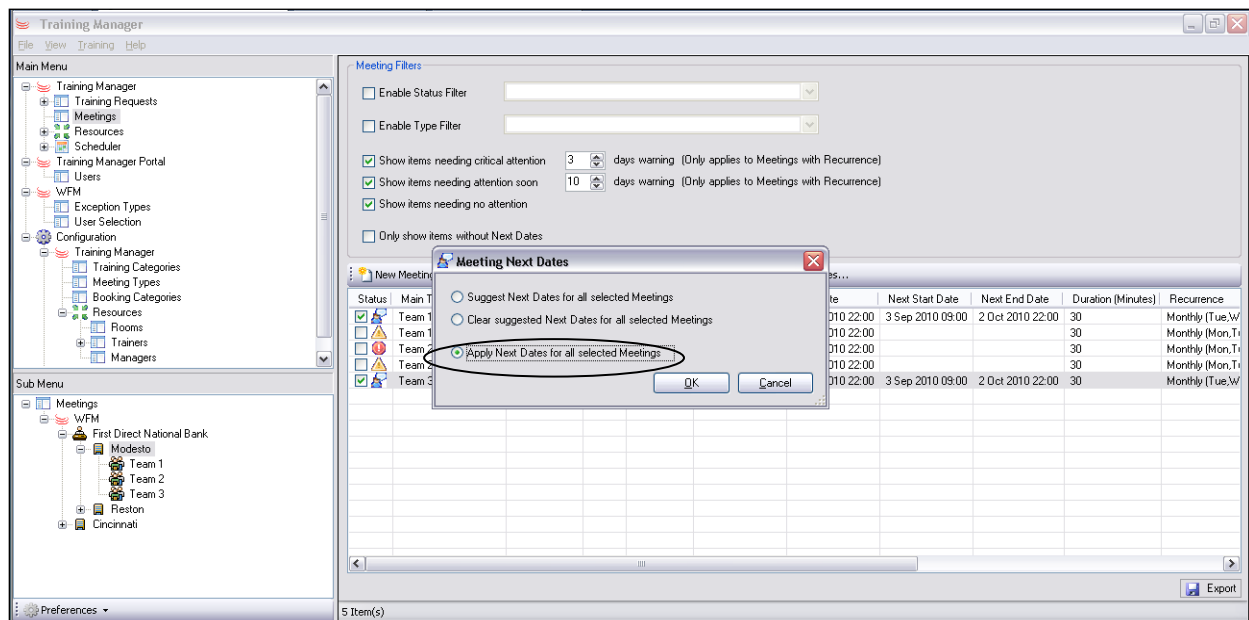 Training Manager
File View Training Help
Main Menu
Training Manager
Training Requests
Meetings
Resources
Scheduler
Training Manager Portal
Users
WFM
Exception Types
User Selection
Configuration
Training Manager
Training Categories
Meeting Types
Booking Categories
Resources
Rooms
Trainers
Managers
Sub Menu
Meetings
WFM
First Direct National Bank
Modesto
Team 1
Team 2
Team 3
Reston
Cincinnati
Preferences
Meeting Filters
Enable Status Filter
Enable Type Filter
Show items needing critical attention 3 days warning (Only applies to Meetings with Recurrence)
Show items needing attention soon 10 days warning (Only applies to Meetings with Recurrence)
Show items needing no attention
Only show items without Next Dates
New Meeting
Meeting Next Dates
Suggest Next Dates for all selected Meetings
Clear suggested Next Dates for all selected Meetings
Apply Next Dates for all selected Meetings
OK Cancel
Status Main T Next Start Date Next End Date Duration (Minutes) Recurrence
Team 1 010 22:00 3 Sep 2010 09:00 2 Oct 2010 22:00 30 Monthly (Tue,W
Team 1 010 22:00 30 Monthly (Mon,Tu
Team 2 010 22:00 30 Monthly (Mon,Tu
Team 2 010 22:00 30 Monthly (Mon,Tu
Team 3 010 22:00 3 Sep 2010 09:00 2 Oct 2010 22:00 30 Monthly (Tue,W
Export
5 Item(s)